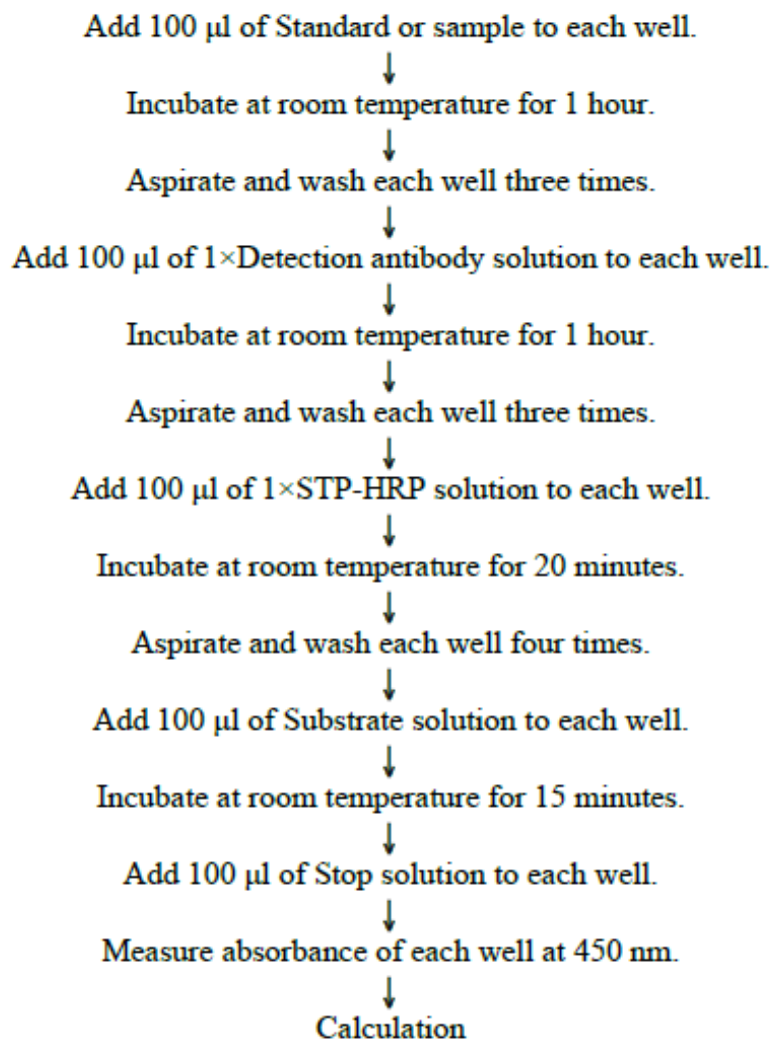 Add 100 μl of Standard or sample to each well.
↓
Incubate at room temperature for 1 hour.
↓
Aspirate and wash each well three times.
↓
Add 100 μl of 1×Detection antibody solution to each well.
↓
Incubate at room temperature for 1 hour.
↓
Aspirate and wash each well three times.
↓
Add 100 μl of 1×STP-HRP solution to each well.
↓
Incubate at room temperature for 20 minutes.
↓
Aspirate and wash each well four times.
↓
Add 100 μl of Substrate solution to each well.
↓
Incubate at room temperature for 15 minutes.
↓
Add 100 μl of Stop solution to each well.
↓
Measure absorbance of each well at 450 nm.
↓
Calculation